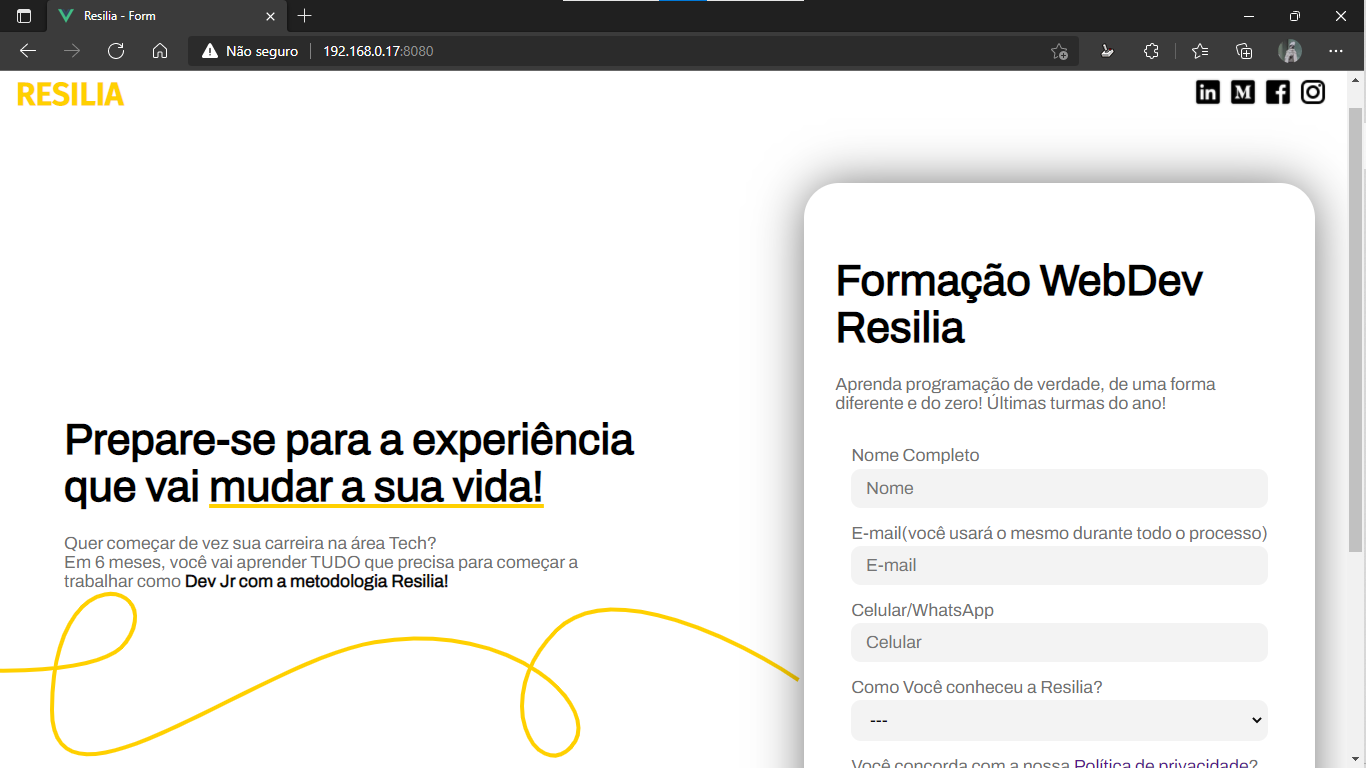 Resilia - Form
Não seguro
192.168.0.17:8080
RESILIA
in M
Prepare-se para a experiência
que vai mudar a sua vida!
Quer começar de vez sua carreira na área Tech?
Em 6 meses, você vai aprender TUDO que precisa para começar a
trabalhar como Dev Jr com a metodologia Resilia!
Formação WebDev
Resilia
Aprenda programação de verdade, de uma forma
diferente e do zero! Últimas turmas do ano!
Nome Completo
Nome
E-mail(você usará o mesmo durante todo o processo)
E-mail
Celular/WhatsApp
Celular
Como Você conheceu a Resilia?
---
Você concorda com a nossa Política de privacidade?